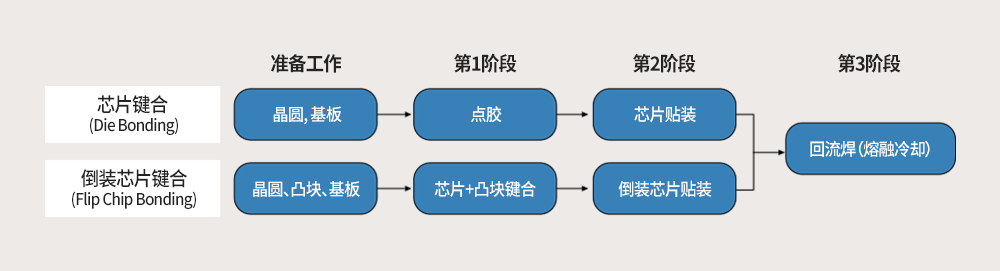 准备工作
第1阶段
第2阶段
第3阶段
芯片键合
(Die Bonding)
晶圆, 基板
点胶
芯片贴装
回流焊（熔融冷却）
倒装芯片键合
(Flip Chip Bonding)
晶圆、凸块、基板
芯片+凸块键合
倒装芯片贴装